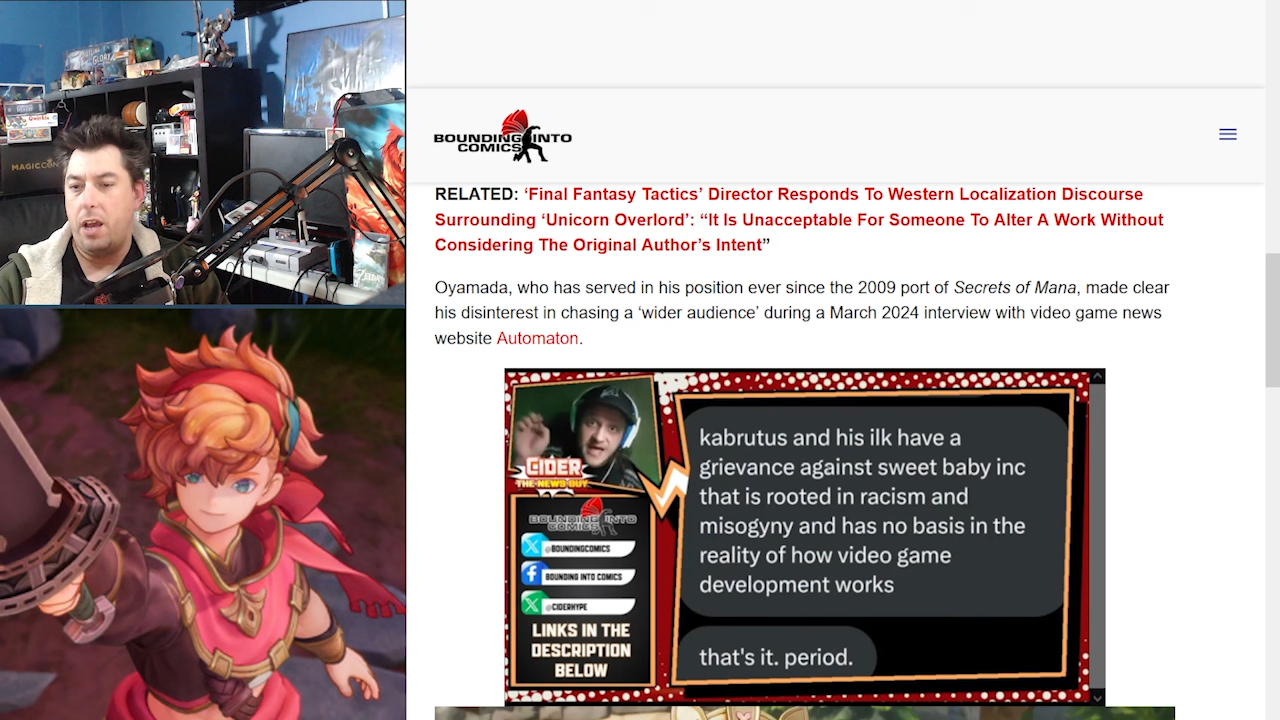 GLORY
Qwirkle
MAGICCON
ZELDA
BOUNDING INTO
COMICS
RELATED: ‘Final Fantasy Tactics’ Director Responds To Western Localization Discourse
Surrounding ‘Unicorn Overlord’: “It Is Unacceptable For Someone To Alter A Work Without
Considering The Original Author’s Intent”
Oyamada, who has served in his position ever since the 2009 port of Secrets of Mana, made clear
his disinterest in chasing a ‘wider audience’ during a March 2024 interview with video game news
website Automaton.
CIDER
THE NEWS GUY
BOUNDING INTO
COMICS
@BOUNDINGCOMICS
BOUNDING INTO COMICS
@CIDERHYPE
LINKS IN THE
DESCRIPTION
BELOW
kabrutus and his ilk have a
grievance against sweet baby inc
that is rooted in racism and
misogyny and has no basis in the
reality of how video game
development works
that's it. period.